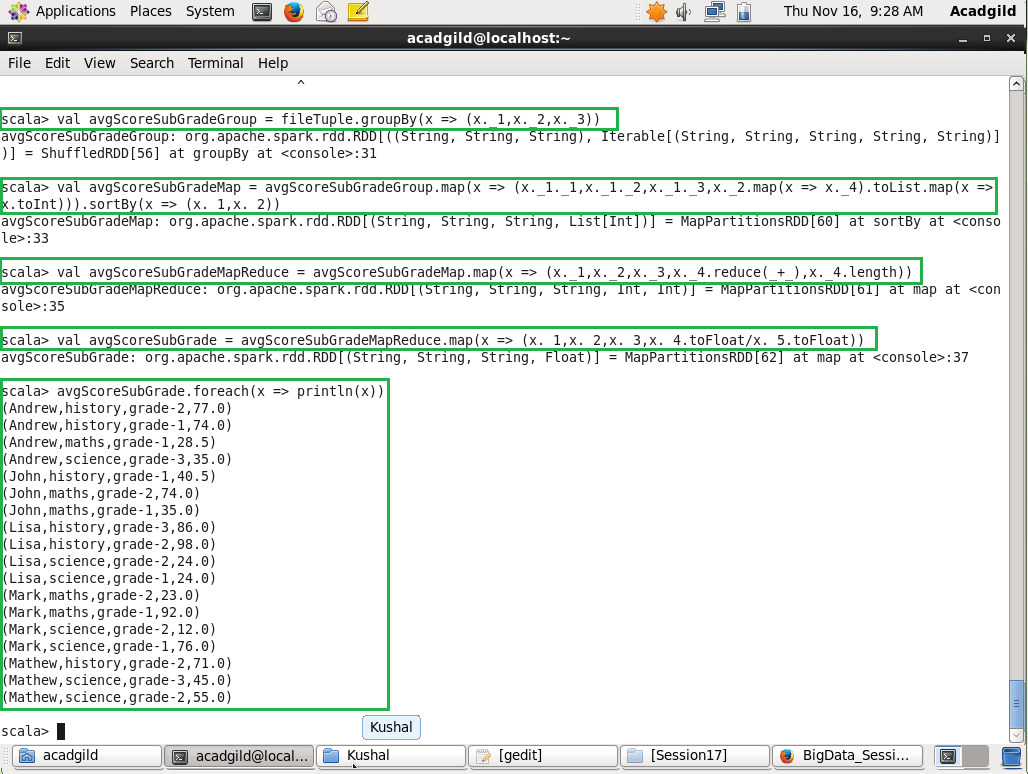 Applications Places System Thu Nov 16, 9:28 AM Acadgild
acadgild@localhost:~
File Edit View Search Terminal Help
^
scala> val avgScoreSubGradeGroup = fileTuple.groupBy(x => (x._1,x._2,x._3))
avgScoreSubGradeGroup: org.apache.spark.rdd.RDD[((String, String, String), Iterable[(String, String, String, String, String)]
)] = ShuffledRDD[56] at groupBy at <console>:31
scala> val avgScoreSubGradeMap = avgScoreSubGradeGroup.map(x => (x._1._1,x._1._2,x._1._3,x._2.map(x => x._4).toList.map(x =>
x.toInt))).sortBy(x => (x. 1,x. 2))
avgScoreSubGradeMap: org.apache.spark.rdd.RDD[(String, String, String, List[Int])] = MapPartitionsRDD[60] at sortBy at <conso
le>:33
scala> val avgScoreSubGradeMapReduce = avgScoreSubGradeMap.map(x => (x._1,x._2,x._3,x._4.reduce(_+_),x._4.length))
avgScoreSubGradeMapReduce: org.apache.spark.rdd.RDD[(String, String, String, Int, Int)] = MapPartitionsRDD[61] at map at <con
sole>:35
scala> val avgScoreSubGrade = avgScoreSubGradeMapReduce.map(x => (x. 1,x. 2,x. 3,x. 4.toFloat/x. 5.toFloat))
avgScoreSubGrade: org.apache.spark.rdd.RDD[(String, String, String, Float)] = MapPartitionsRDD[62] at map at <console>:37
scala> avgScoreSubGrade.foreach(x => println(x))
(Andrew,history,grade-2,77.0)
(Andrew,history,grade-1,74.0)
(Andrew,maths,grade-1,28.5)
(Andrew,science,grade-3,35.0)
(John,history,grade-1,40.5)
(John,maths,grade-2,74.0)
(John,maths,grade-1,35.0)
(Lisa,history,grade-3,86.0)
(Lisa,history,grade-2,98.0)
(Lisa,science,grade-2,24.0)
(Lisa,science,grade-1,24.0)
(Mark,maths,grade-2,23.0)
(Mark,maths,grade-1,92.0)
(Mark,science,grade-2,12.0)
(Mark,science,grade-1,76.0)
(Mathew,history,grade-2,71.0)
(Mathew,science,grade-3,45.0)
(Mathew,science,grade-2,55.0)
scala>
Kushal
acadgild acadgild@local... Kushal [gedit] [Session17] BigData_Sessi...